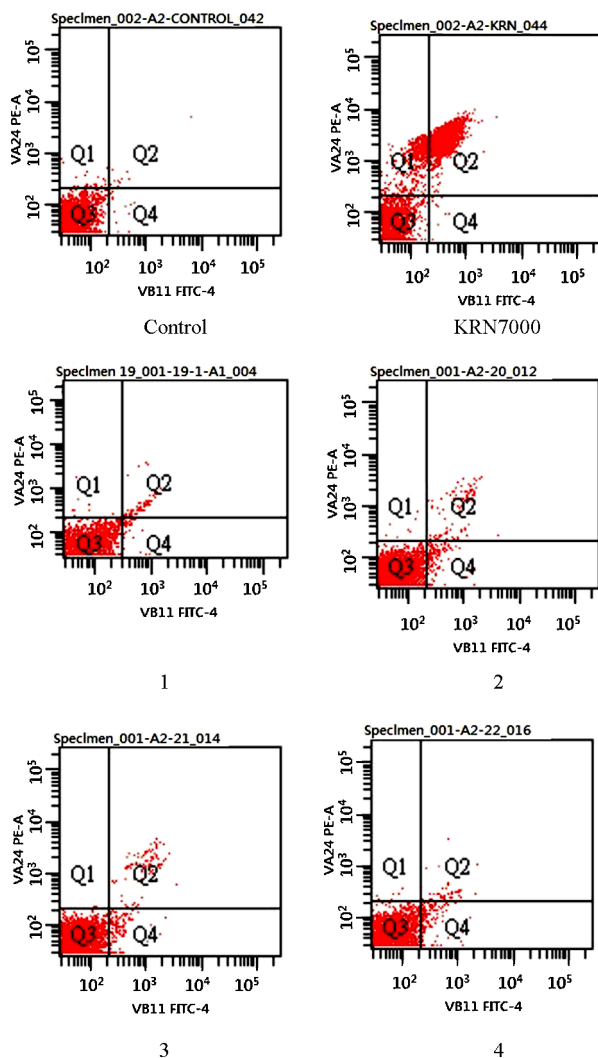 Speclmen_002-A2-CONTROL_042
VA24 PE-A
10⁵
10⁴
10³
10²
Q1
Q2
Q3
Q4
10² 10³ 10⁴ 10⁵
VB11 FITC-4
Control
Speclmen_002-A2-KRN_044
VA24 PE-A
10⁵
10⁴
10³
10²
Q1
Q2
Q3
Q4
10² 10³ 10⁴ 10⁵
VB11 FITC-4
KRN7000
Speclmen 19_001-19-1-A1_004
VA24 PE-A
10⁵
10⁴
10³
10²
Q1
Q2
Q3
Q4
10² 10³ 10⁴ 10⁵
VB11 FITC-4
1
Speclmen_001-A2-20_012
VA24 PE-A
10⁵
10⁴
10³
10²
Q1
Q2
Q3
Q4
10² 10³ 10⁴ 10⁵
VB11 FITC-4
2
Speclmen_001-A2-21_014
VA24 PE-A
10⁵
10⁴
10³
10²
Q1
Q2
Q3
Q4
10² 10³ 10⁴ 10⁵
VB11 FITC-4
3
Speclmen_001-A2-22_016
VA24 PE-A
10⁵
10⁴
10³
10²
Q1
Q2
Q3
Q4
10² 10³ 10⁴ 10⁵
VB11 FITC-4
4